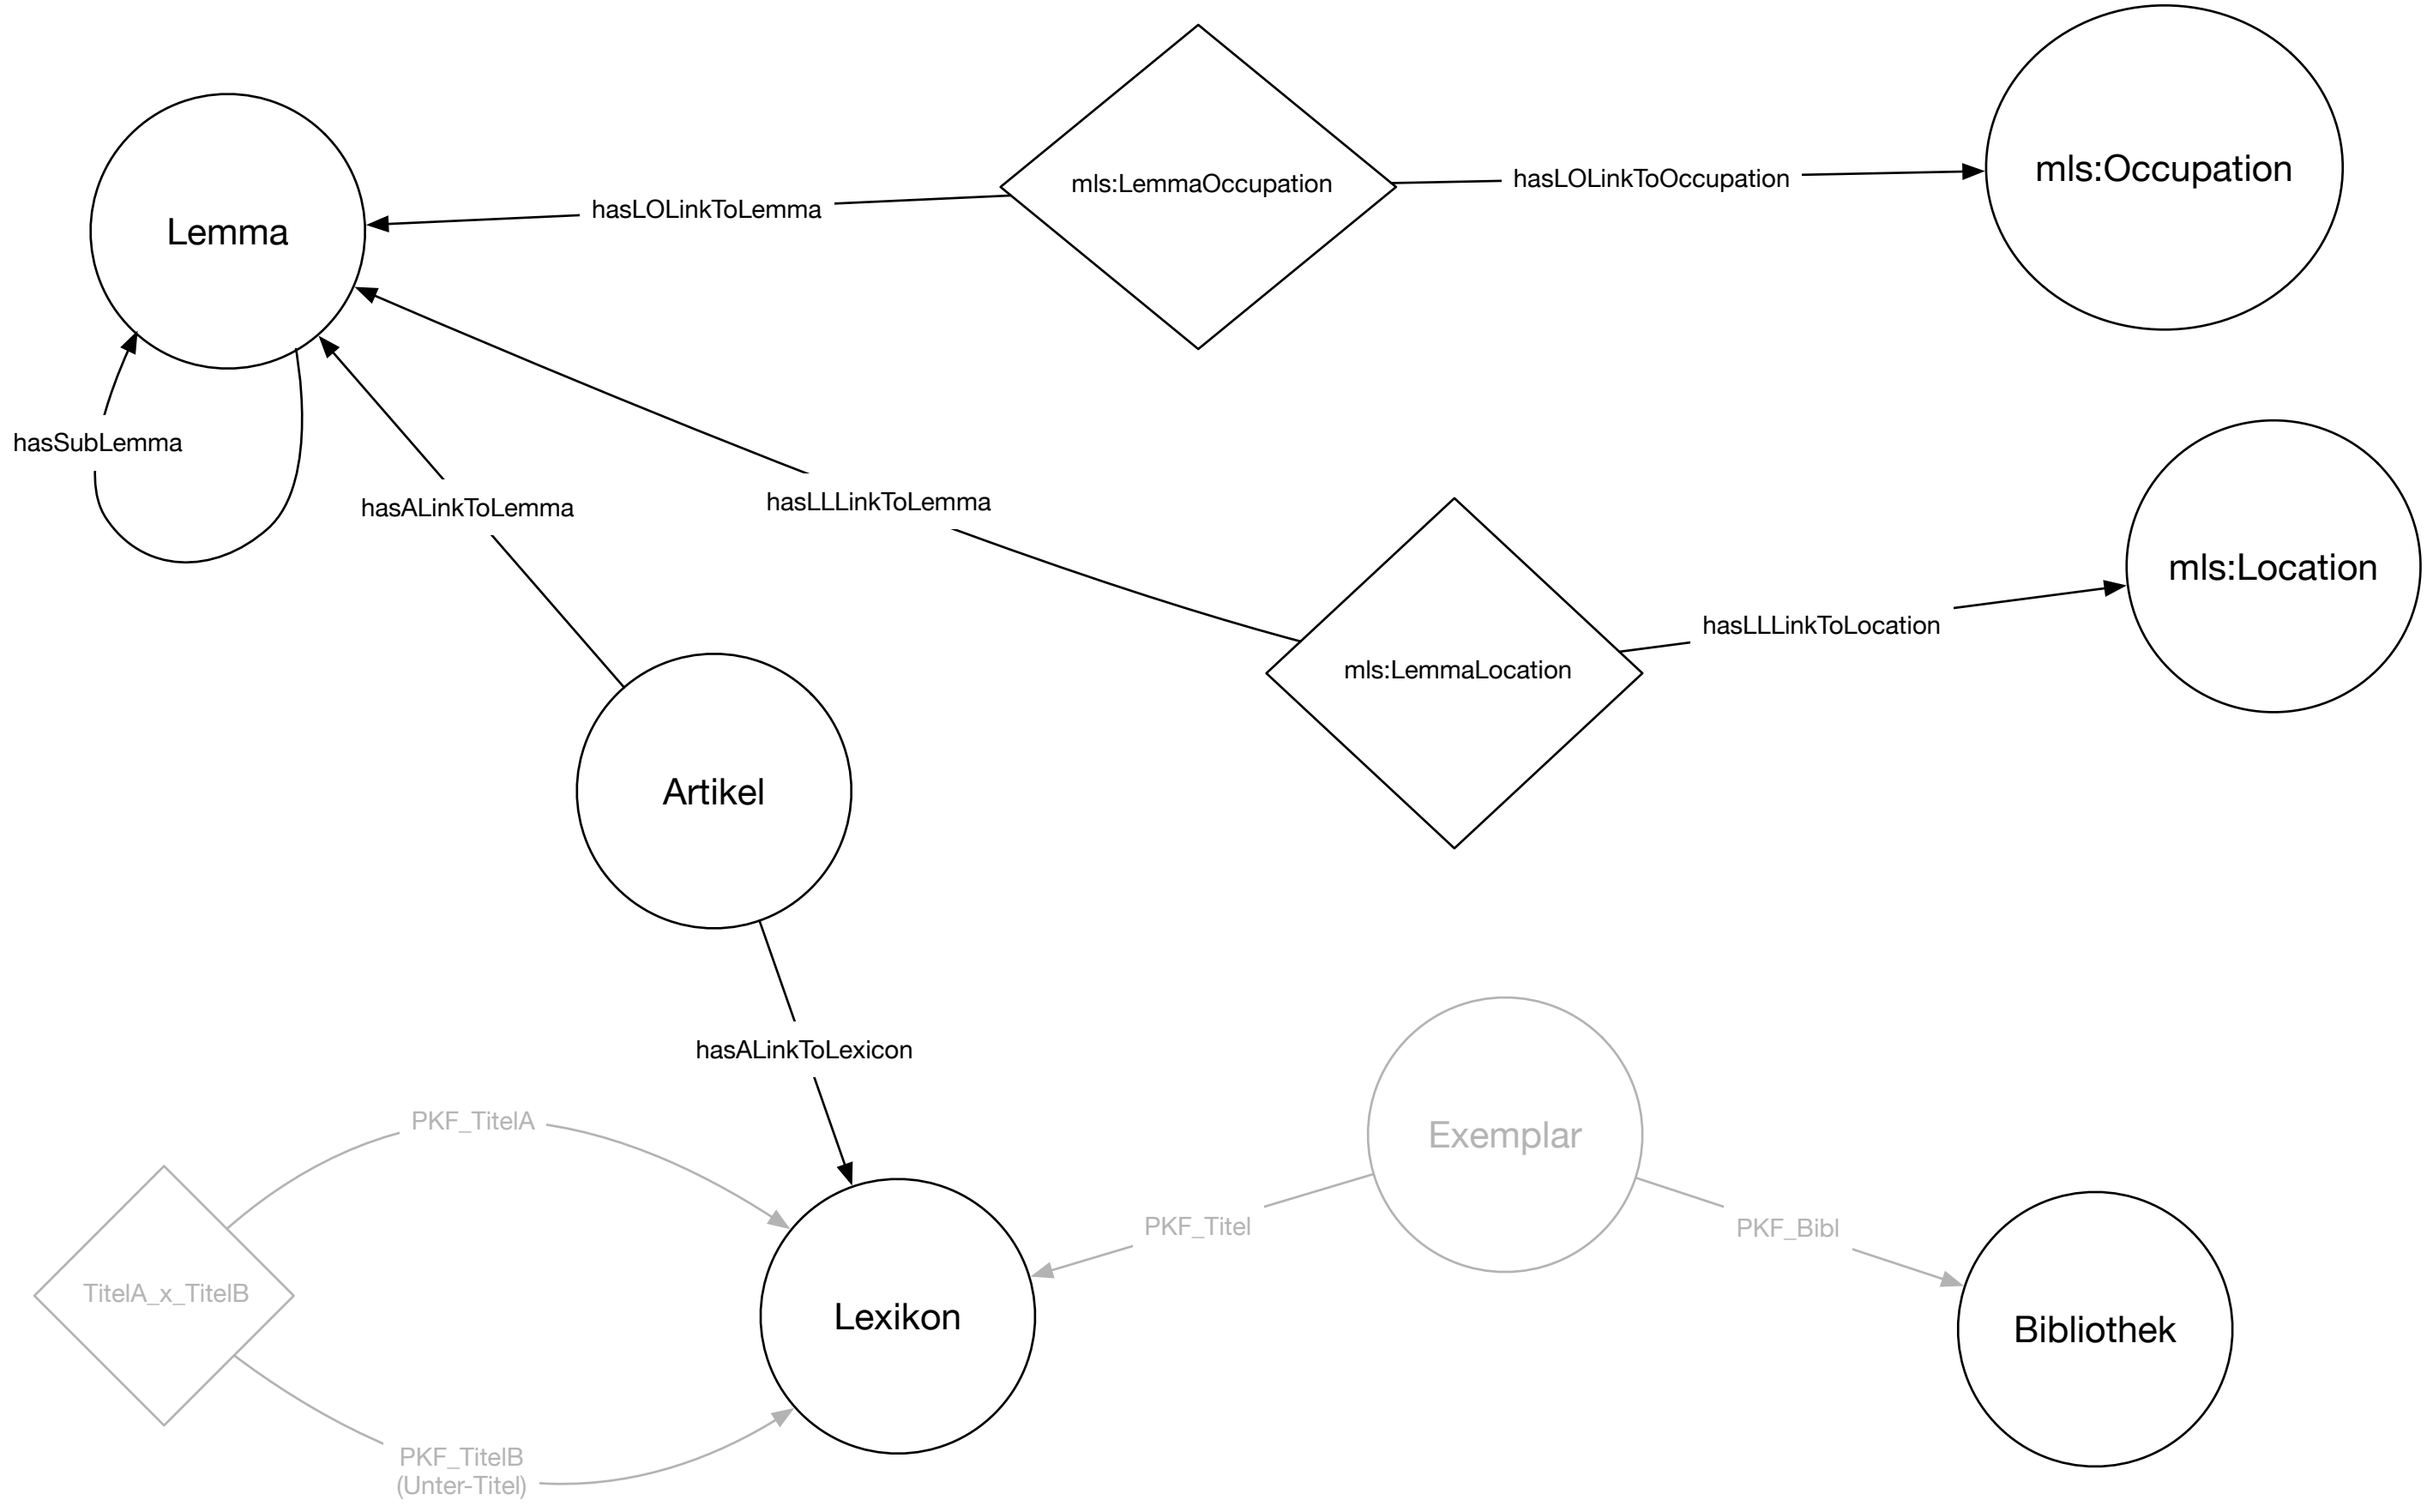 mls:Occupation
mls:LemmaOccupation
hasLOLinkToOccupation
hasLOLinkToLemma
Lemma
hasSubLemma
hasALinkToLemma
hasLLLinkToLemma
mls:Location
hasLLLinkToLocation
mls:LemmaLocation
Artikel
hasALinkToLexicon
PKF_TitelA
Exemplar
PKF_Titel
PKF_Bibl
TitelA_x_TitelB
Lexikon
Bibliothek
PKF_TitelB
(Unter-Titel)